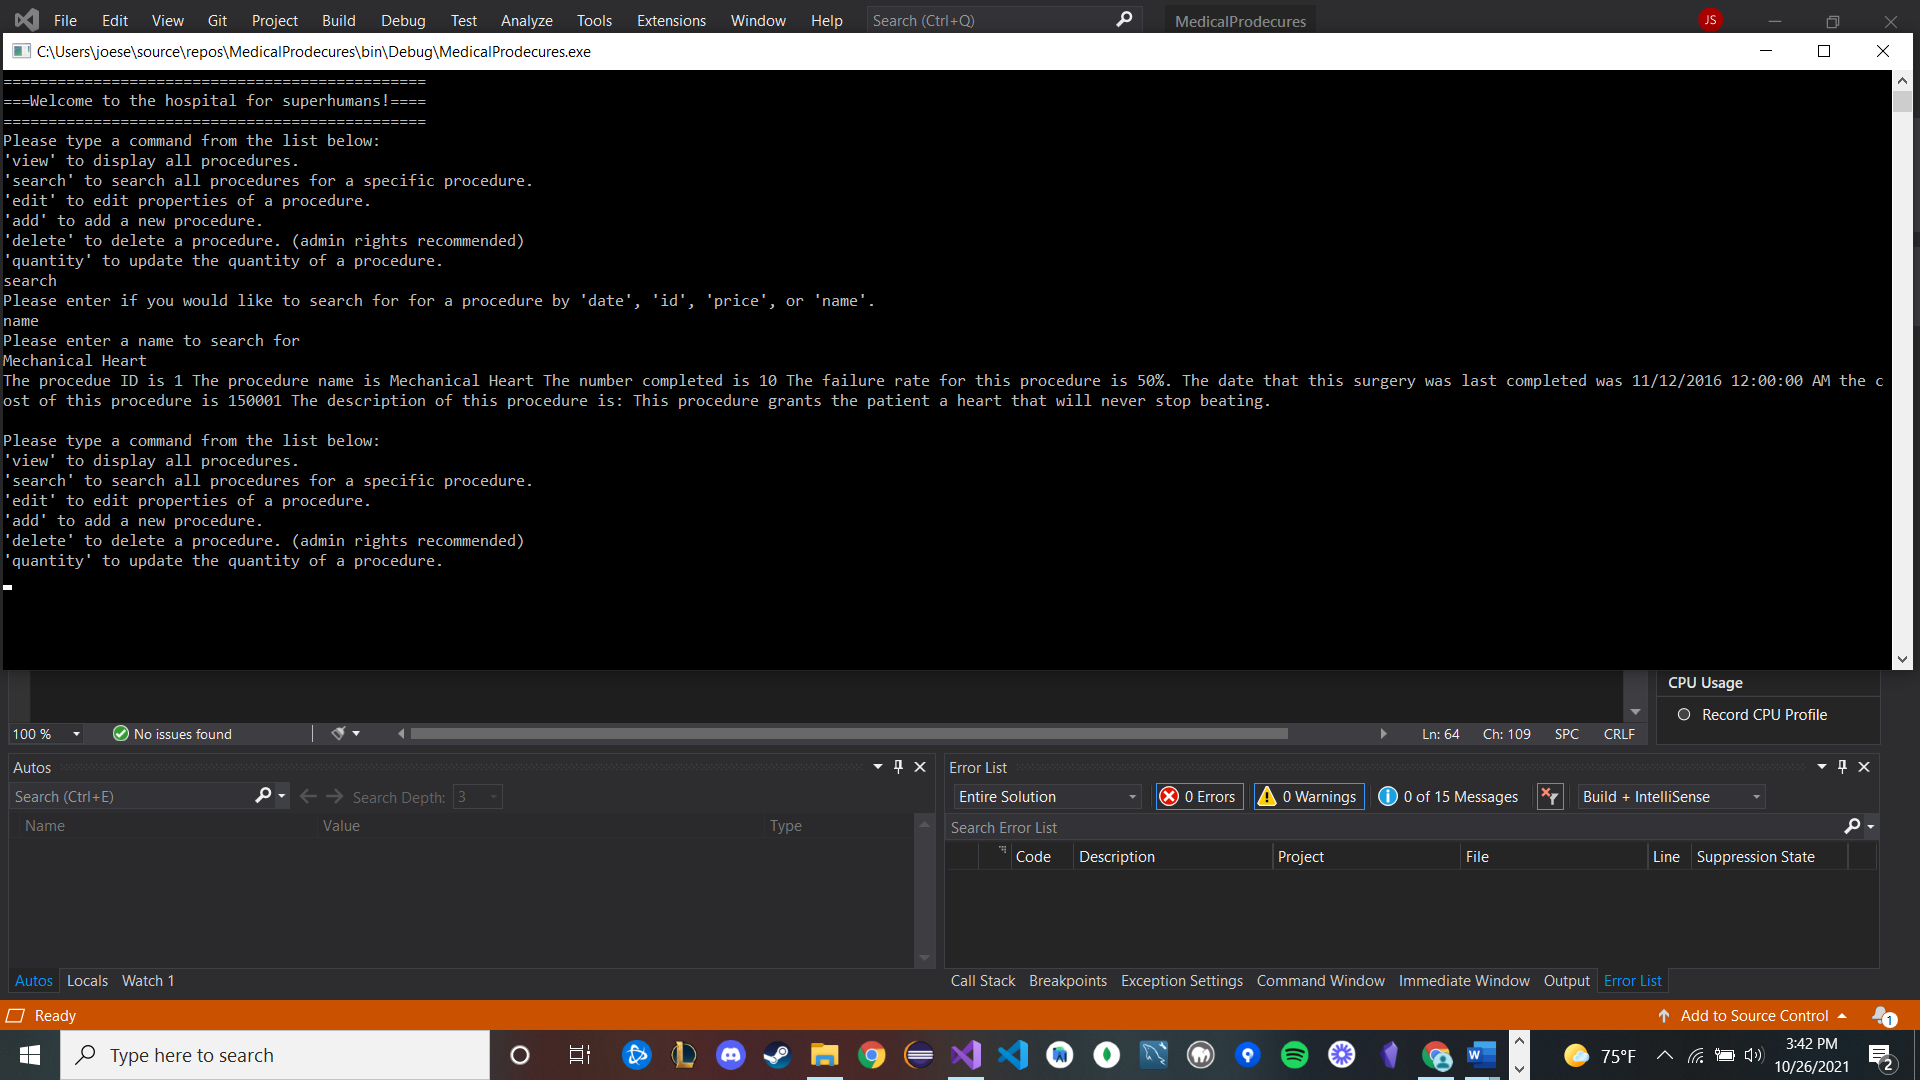 File Edit View Git Project Build Debug Test Analyze Tools Extensions Window Help Search (Ctrl+Q) MedicalProdecures JS
C:\Users\joese\source\repos\MedicalProdecures\bin\Debug\MedicalProdecures.exe
===============================================
===Welcome to the hospital for superhumans!====
===============================================
Please type a command from the list below:
'view' to display all procedures.
'search' to search all procedures for a specific procedure.
'edit' to edit properties of a procedure.
'add' to add a new procedure.
'delete' to delete a procedure. (admin rights recommended)
'quantity' to update the quantity of a procedure.
search
Please enter if you would like to search for for a procedure by 'date', 'id', 'price', or 'name'.
name
Please enter a name to search for
Mechanical Heart
The procedue ID is 1 The procedure name is Mechanical Heart The number completed is 10 The failure rate for this procedure is 50%. The date that this surgery was last completed was 11/12/2016 12:00:00 AM the c
ost of this procedure is 150001 The description of this procedure is: This procedure grants the patient a heart that will never stop beating.
Please type a command from the list below:
'view' to display all procedures.
'search' to search all procedures for a specific procedure.
'edit' to edit properties of a procedure.
'add' to add a new procedure.
'delete' to delete a procedure. (admin rights recommended)
'quantity' to update the quantity of a procedure.
CPU Usage
Record CPU Profile
100 % No issues found Ln: 64 Ch: 109 SPC CRLF
Autos
Search (Ctrl+E) Search Depth: 3
Name Value Type
Autos Locals Watch 1
Error List
Entire Solution 0 Errors 0 Warnings 0 of 15 Messages Build + IntelliSense
Search Error List
Code Description Project File Line Suppression State
Call Stack Breakpoints Exception Settings Command Window Immediate Window Output Error List
Ready Add to Source Control 1
Type here to search 75°F 3:42 PM
10/26/2021 2